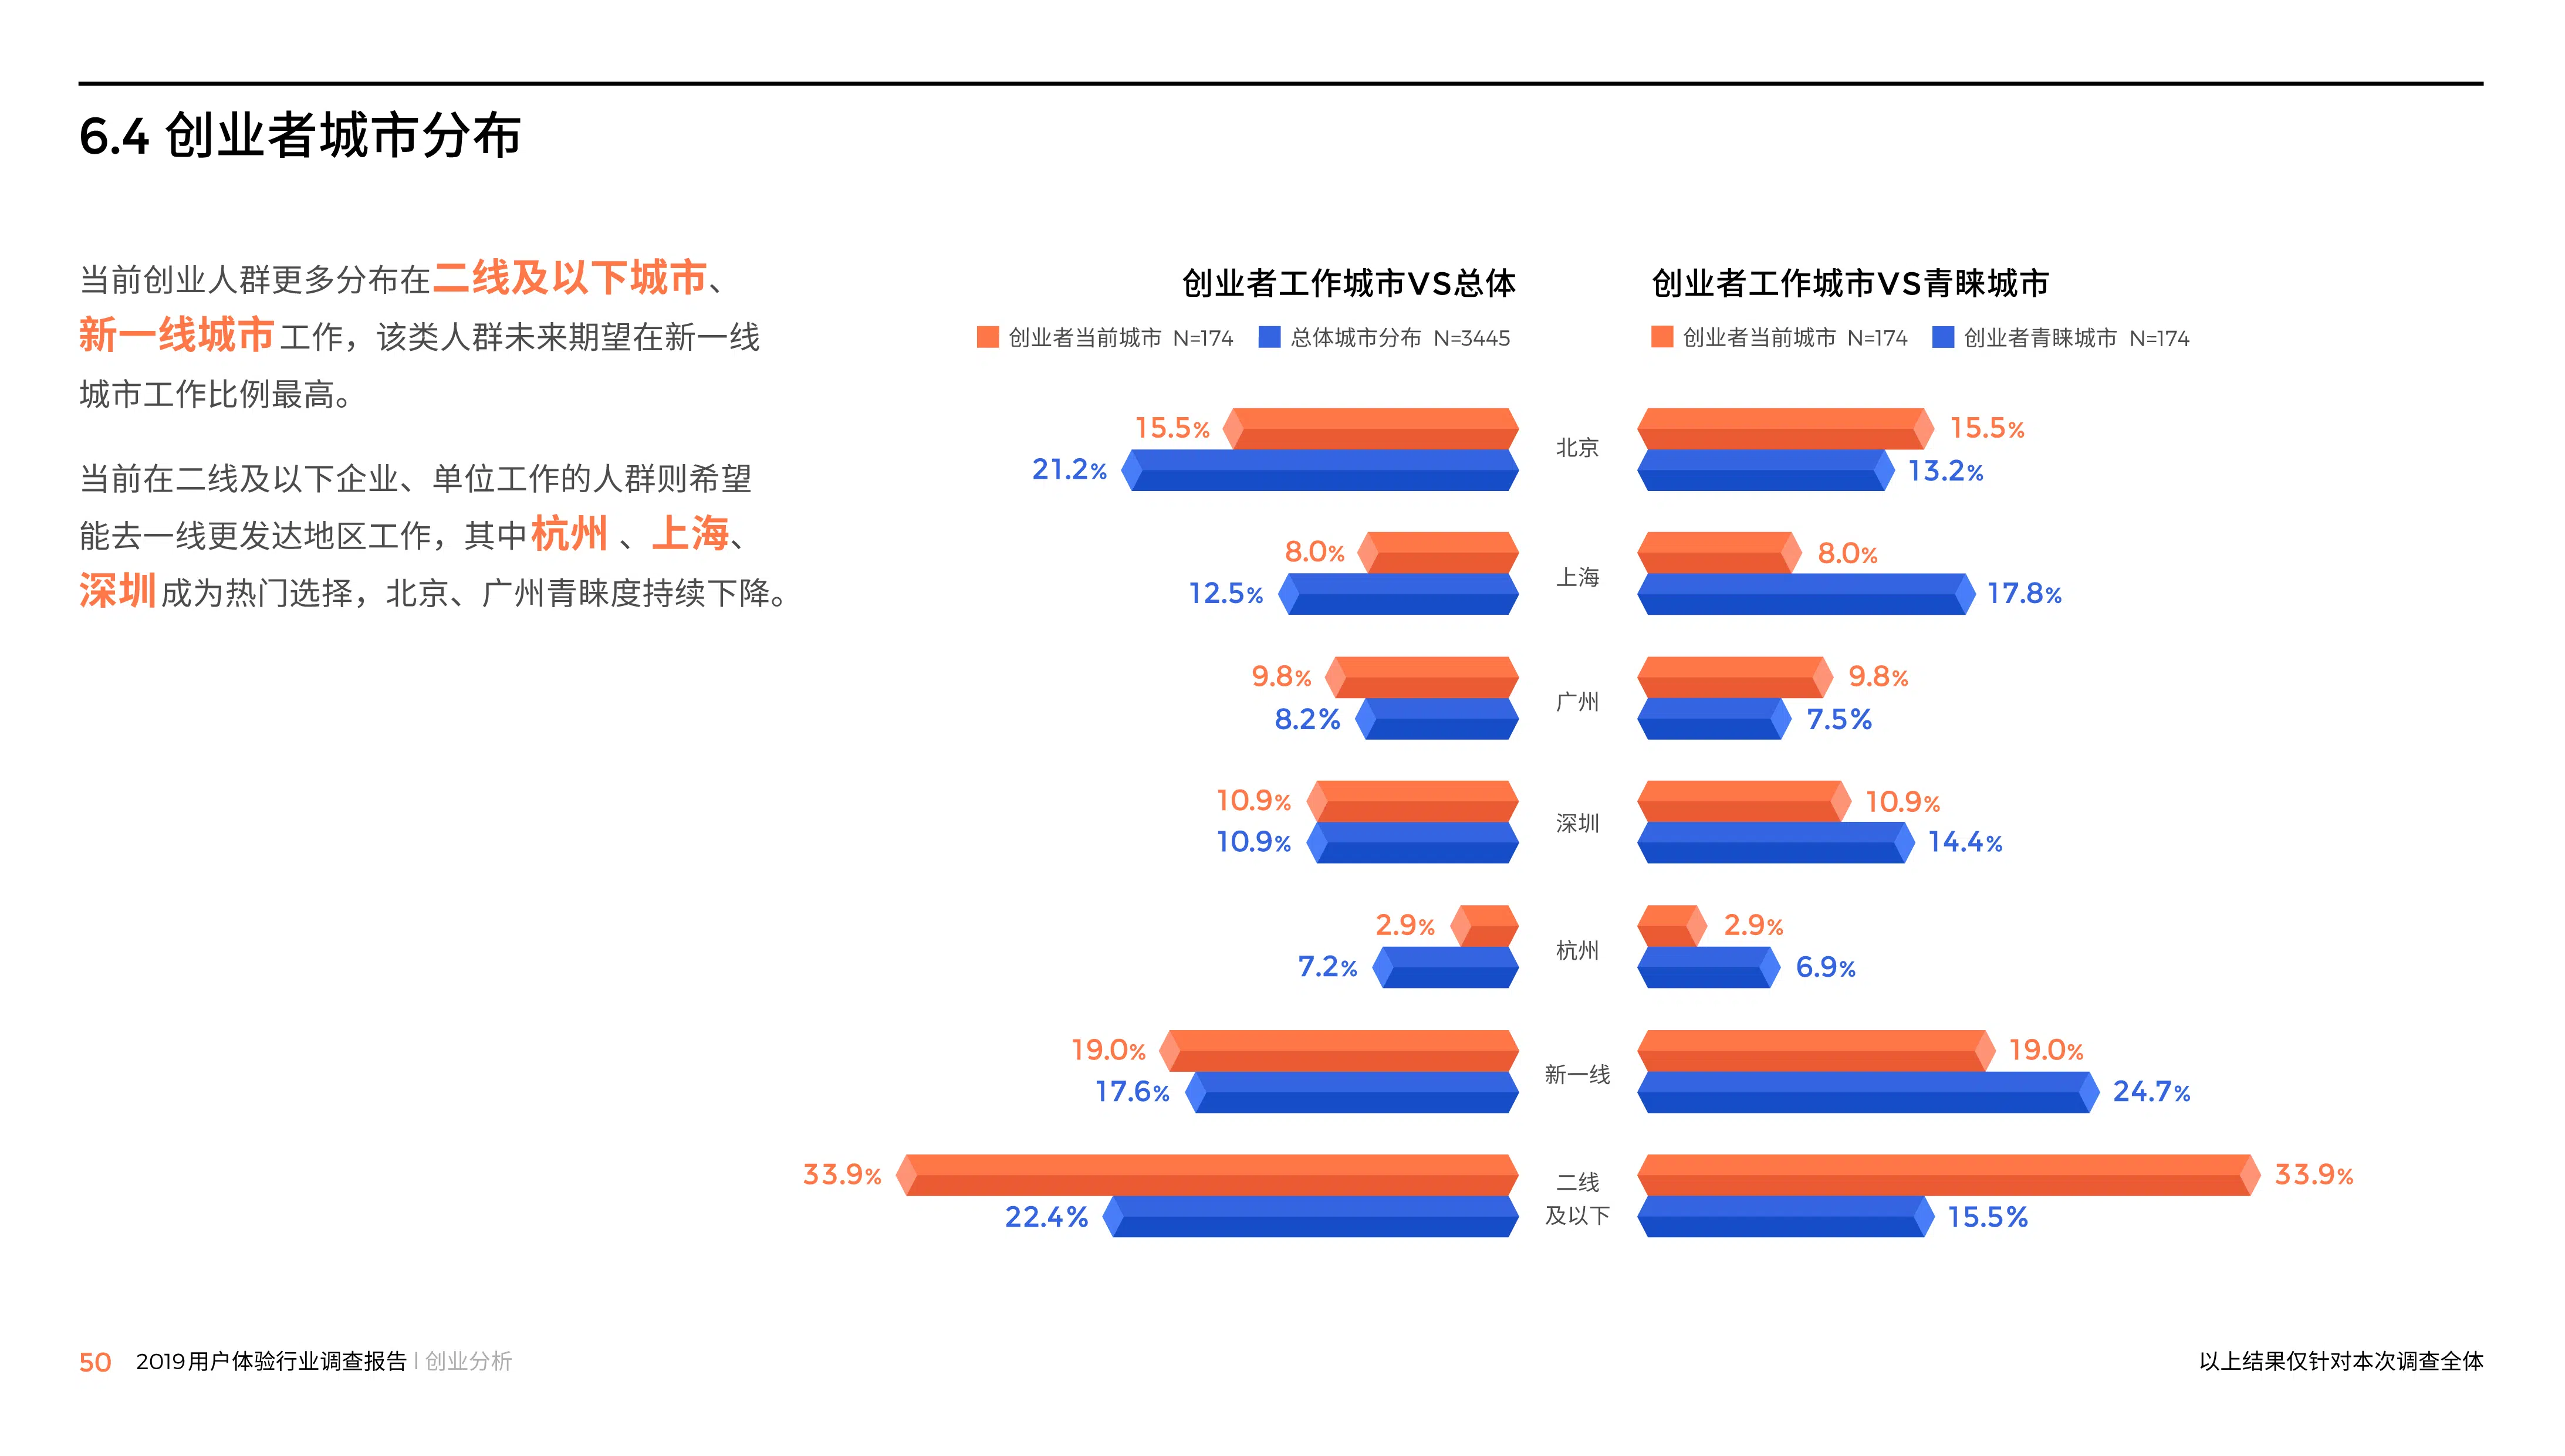 6.4 创业者城市分布
当前创业人群更多分布在二线及以下城市、
新一线城市工作，该类人群未来期望在新一线
城市工作比例最高。
当前在二线及以下企业、单位工作的人群则希望
能去一线更发达地区工作，其中杭州 、上海、
深圳成为热门选择，北京、广州青睐度持续下降。
创业者工作城市VS总体
创业者当前城市 N=174 总体城市分布 N=3445
创业者工作城市VS青睐城市
创业者当前城市 N=174 创业者青睐城市 N=174
15.5%
21.2%
北京
15.5%
13.2%
8.0%
12.5%
上海
8.0%
17.8%
9.8%
8.2%
广州
9.8%
7.5%
10.9%
10.9%
深圳
10.9%
14.4%
2.9%
7.2%
杭州
2.9%
6.9%
19.0%
17.6%
新一线
19.0%
24.7%
33.9%
22.4%
二线
及以下
33.9%
15.5%
50 2019用户体验行业调查报告 | 创业分析
以上结果仅针对本次调查全体